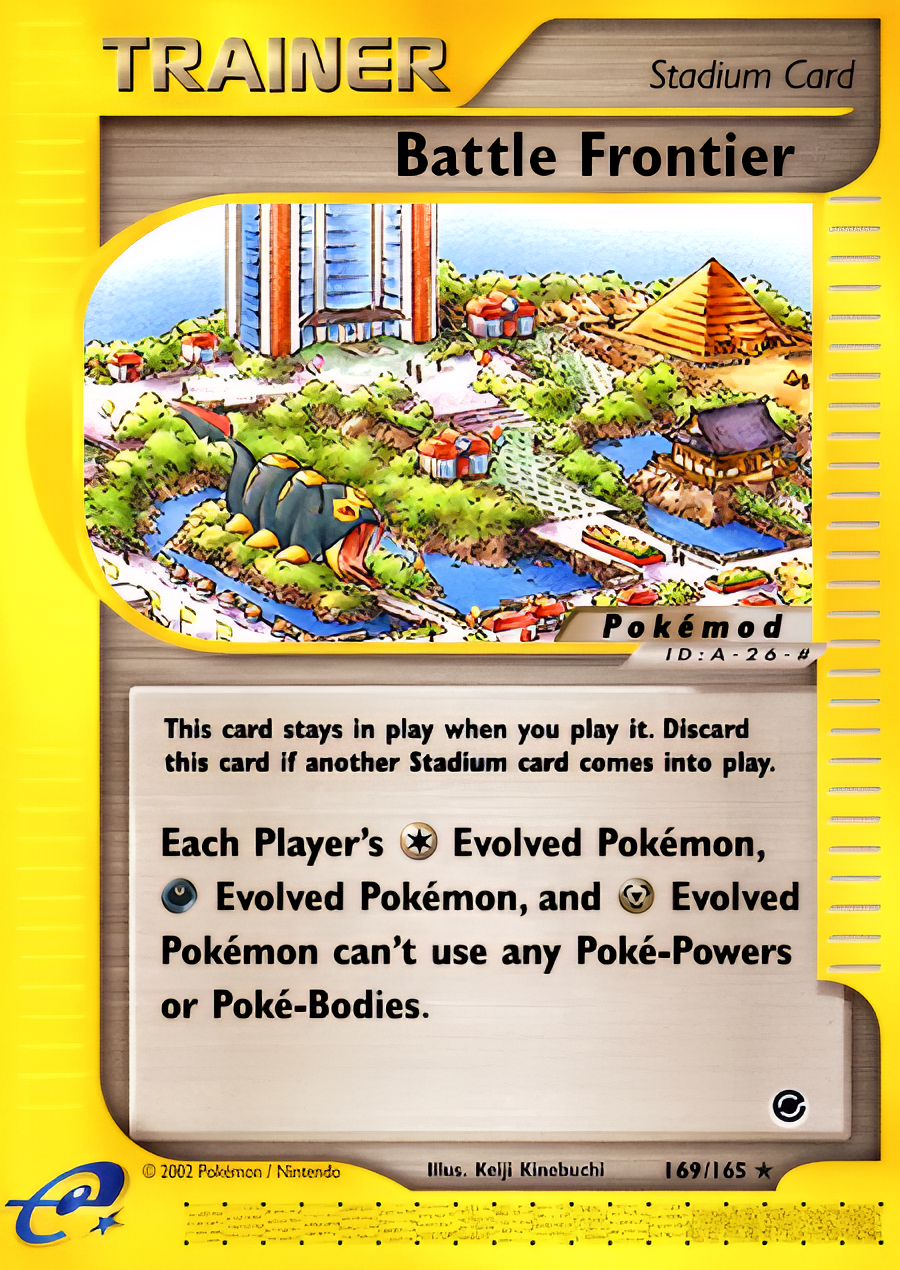 TRAINER
Stadium Card
Battle Frontier
Pokémod
ID:A-26-#
This card stays in play when you play it. Discard
this card if another Stadium card comes into play.
Each Player's Evolved Pokémon,
Evolved Pokémon, and Evolved
Pokémon can't use any Poké-Powers
or Poké-Bodies.
© 2002 Pokémon / Nintendo
Illus. Keiji Kinebuchi
169/165 ★